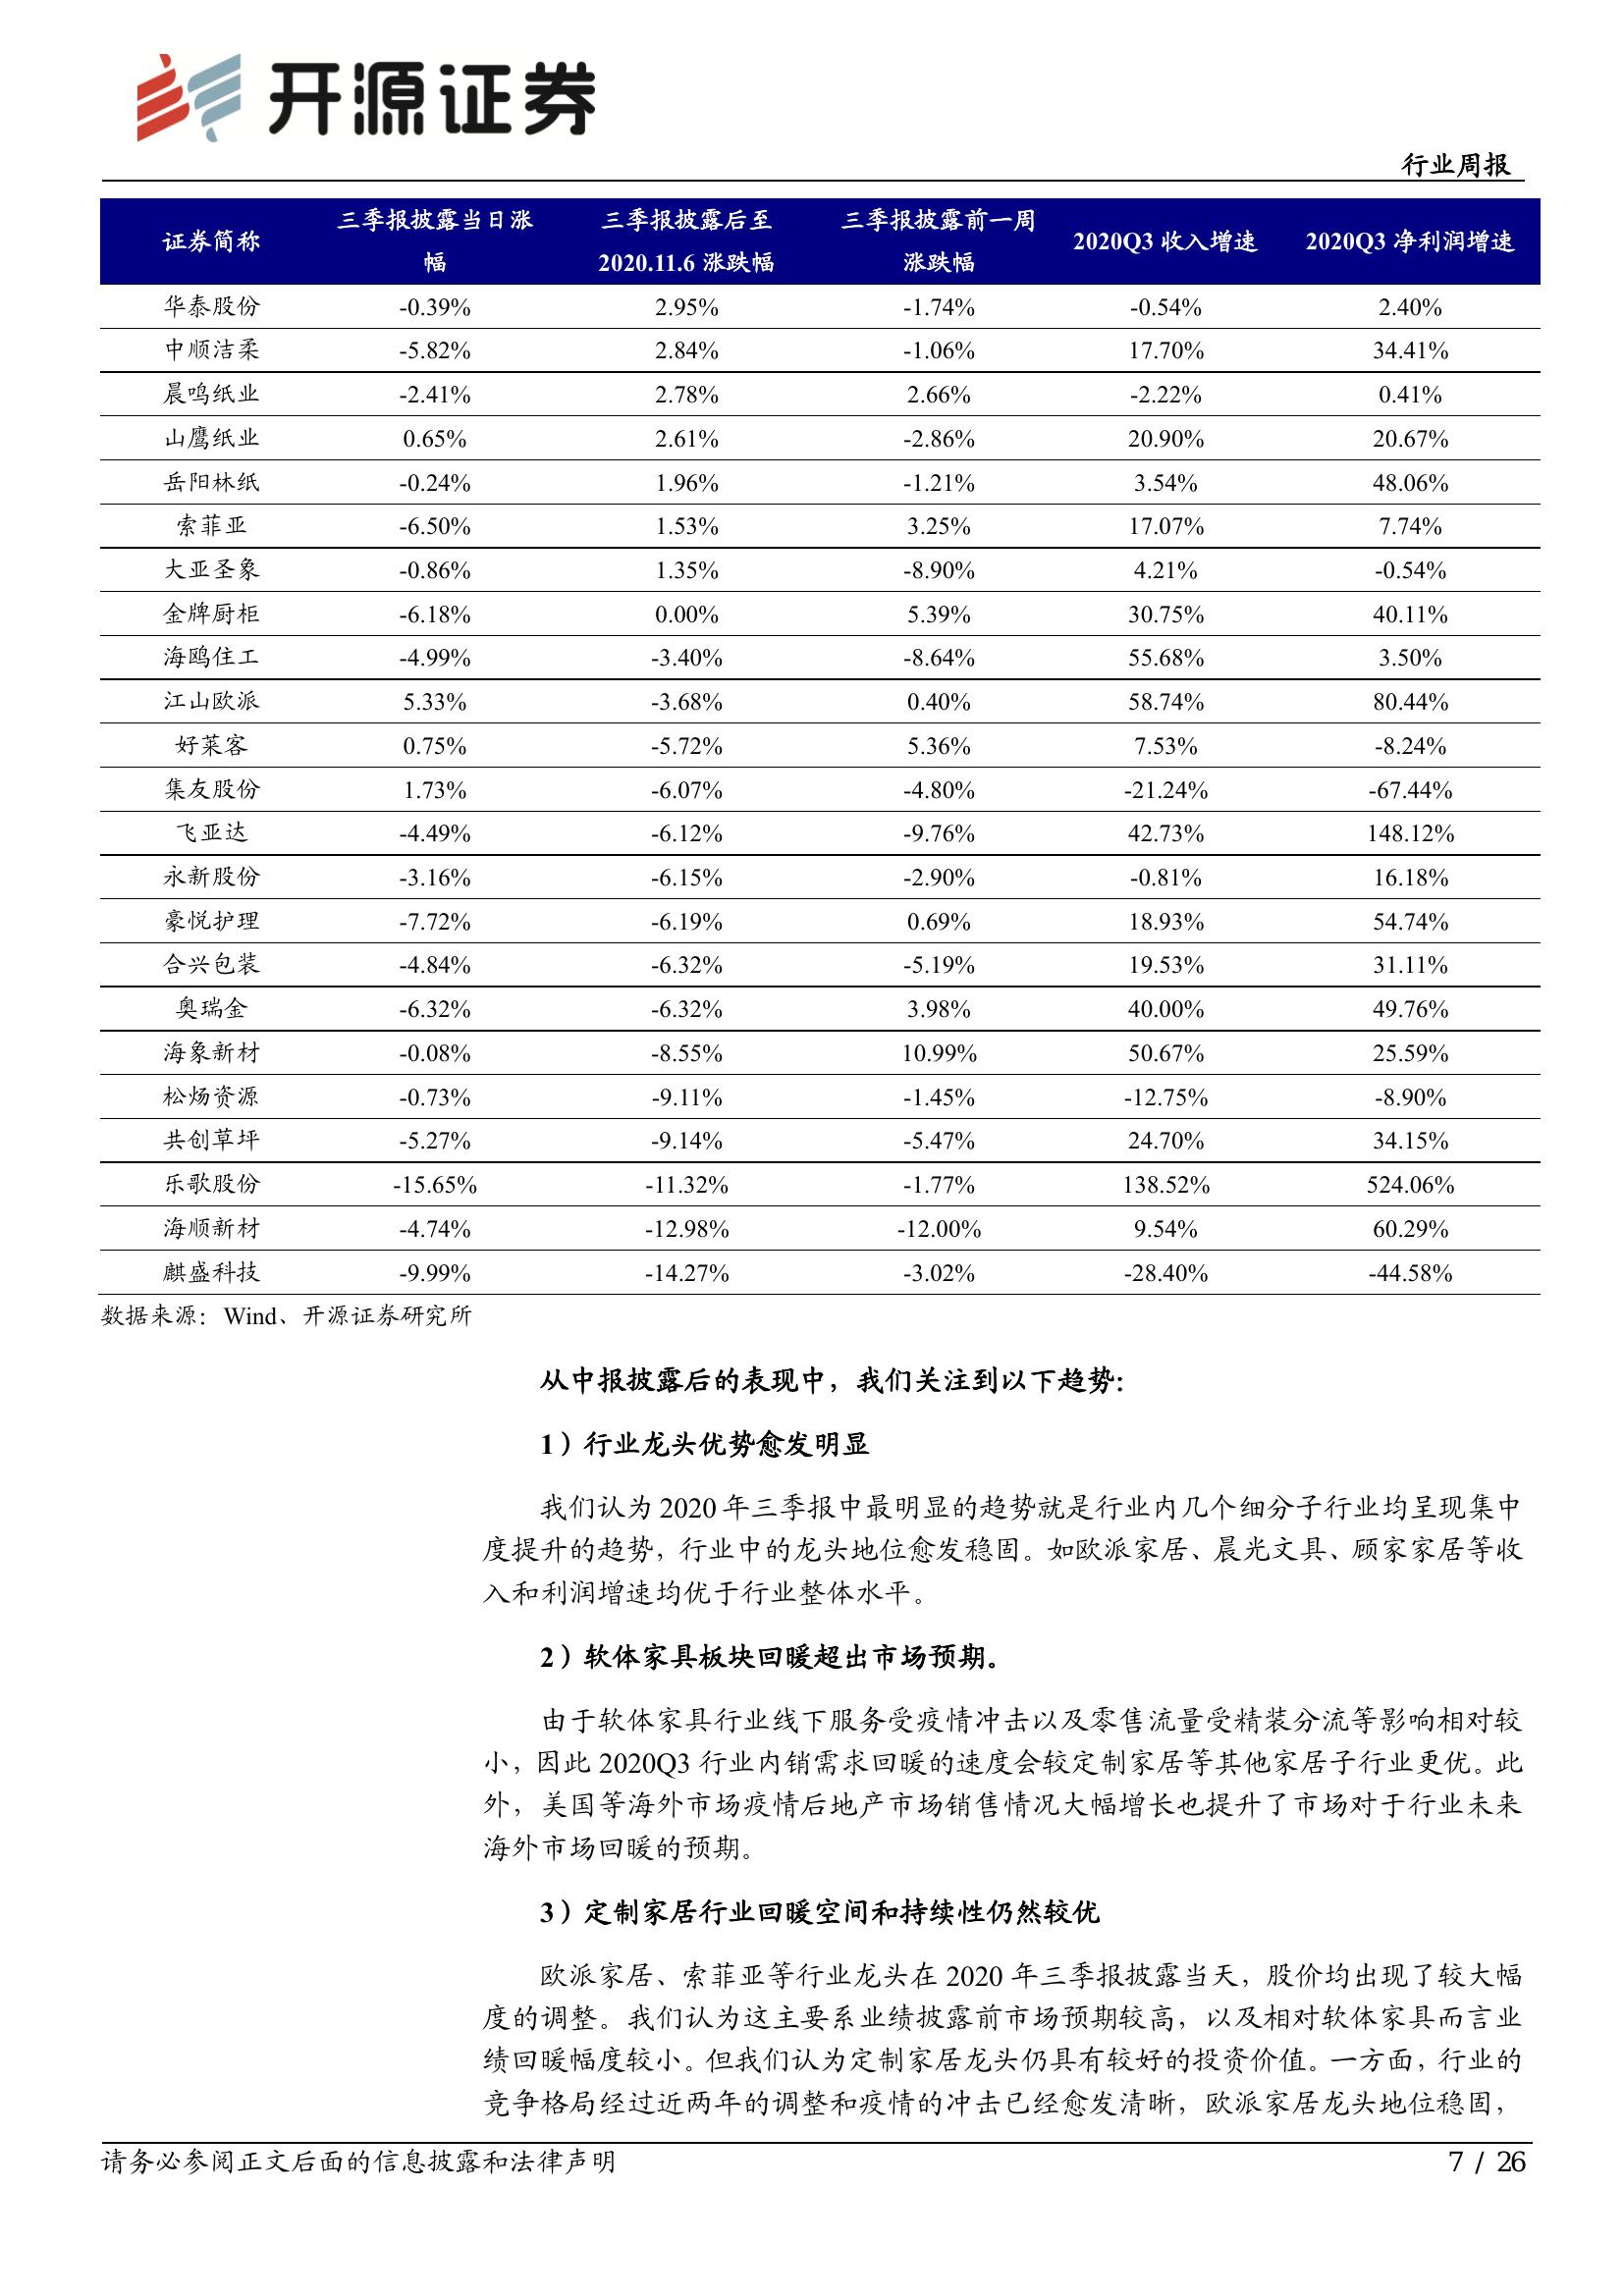 开源证券
行业周报
证券简称 三季报披露当日涨幅 三季报披露后至2020.11.6 涨跌幅 三季报披露前一周涨跌幅 2020Q3 收入增速 2020Q3 净利润增速
华泰股份 -0.39% 2.95% -1.74% -0.54% 2.40%
中顺洁柔 -5.82% 2.84% -1.06% 17.70% 34.41%
晨鸣纸业 -2.41% 2.78% 2.66% -2.22% 0.41%
山鹰纸业 0.65% 2.61% -2.86% 20.90% 20.67%
岳阳林纸 -0.24% 1.96% -1.21% 3.54% 48.06%
索菲亚 -6.50% 1.53% 3.25% 17.07% 7.74%
大亚圣象 -0.86% 1.35% -8.90% 4.21% -0.54%
金牌厨柜 -6.18% 0.00% 5.39% 30.75% 40.11%
海鸥住工 -4.99% -3.40% -8.64% 55.68% 3.50%
江山欧派 5.33% -3.68% 0.40% 58.74% 80.44%
好莱客 0.75% -5.72% 5.36% 7.53% -8.24%
集友股份 1.73% -6.07% -4.80% -21.24% -67.44%
飞亚达 -4.49% -6.12% -9.76% 42.73% 148.12%
永新股份 -3.16% -6.15% -2.90% -0.81% 16.18%
豪悦护理 -7.72% -6.19% 0.69% 18.93% 54.74%
合兴包装 -4.84% -6.32% -5.19% 19.53% 31.11%
奥瑞金 -6.32% -6.32% 3.98% 40.00% 49.76%
海象新材 -0.08% -8.55% 10.99% 50.67% 25.59%
松炀资源 -0.73% -9.11% -1.45% -12.75% -8.90%
共创草坪 -5.27% -9.14% -5.47% 24.70% 34.15%
乐歌股份 -15.65% -11.32% -1.77% 138.52% 524.06%
海顺新材 -4.74% -12.98% -12.00% 9.54% 60.29%
麒盛科技 -9.99% -14.27% -3.02% -28.40% -44.58%
数据来源：Wind、开源证券研究所
从中报披露后的表现中，我们关注到以下趋势：
1）行业龙头优势愈发明显
我们认为 2020 年三季报中最明显的趋势就是行业内几个细分子行业均呈现集中
度提升的趋势，行业中的龙头地位愈发稳固。如欧派家居、晨光文具、顾家家居等收
入和利润增速均优于行业整体水平。
2）软体家具板块回暖超出市场预期。
由于软体家具行业线下服务受疫情冲击以及零售流量受精装分流等影响相对较
小，因此 2020Q3 行业内销需求回暖的速度会较定制家居等其他家居子行业更优。此
外，美国等海外市场疫情后地产市场销售情况大幅增长也提升了市场对于行业未来
海外市场回暖的预期。
3）定制家居行业回暖空间和持续性仍然较优
欧派家居、索菲亚等行业龙头在 2020 年三季报披露当天，股价均出现了较大幅
度的调整。我们认为这主要系业绩披露前市场预期较高，以及相对软体家具而言业
绩回暖幅度较小。但我们认为定制家居龙头仍具有较好的投资价值。一方面，行业的
竞争格局经过近两年的调整和疫情的冲击已经愈发清晰，欧派家居龙头地位稳固，
请务必参阅正文后面的信息披露和法律声明
7 / 26